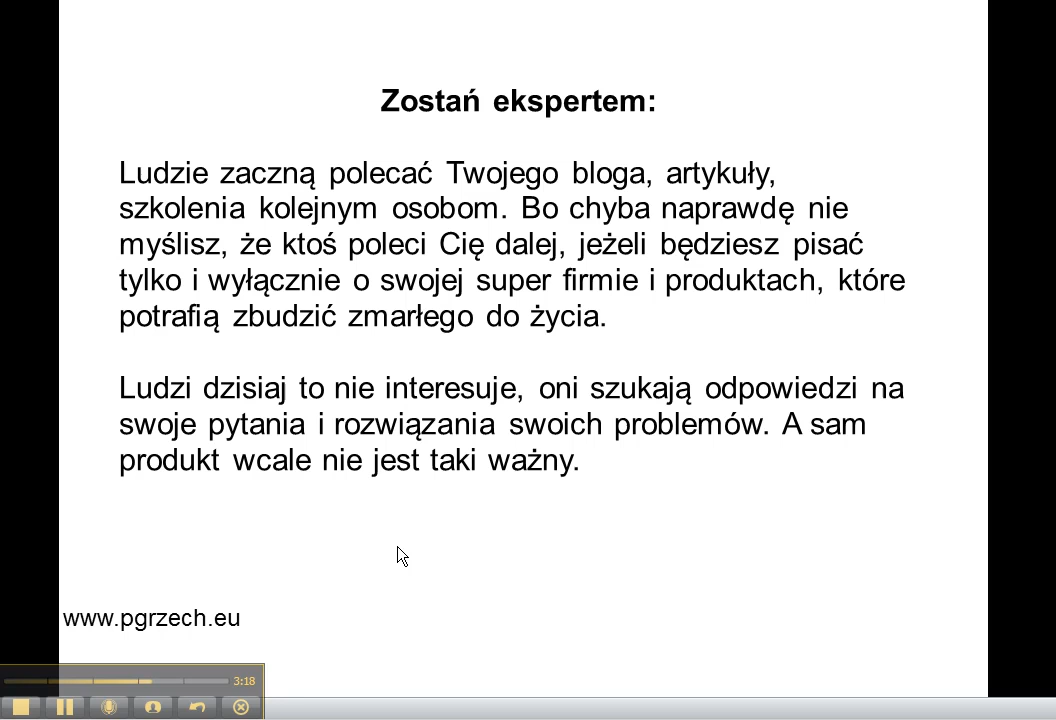 Zostań ekspertem:
Ludzie zaczną polecać Twojego bloga, artykuły,
szkolenia kolejnym osobom. Bo chyba naprawdę nie
myślisz, że ktoś poleci Cię dalej, jeżeli będziesz pisać
tylko i wyłącznie o swojej super firmie i produktach, które
potrafią zbudzić zmarłego do życia.
Ludzi dzisiaj to nie interesuje, oni szukają odpowiedzi na
swoje pytania i rozwiązania swoich problemów. A sam
produkt wcale nie jest taki ważny.
www.pgrzech.eu
3:18